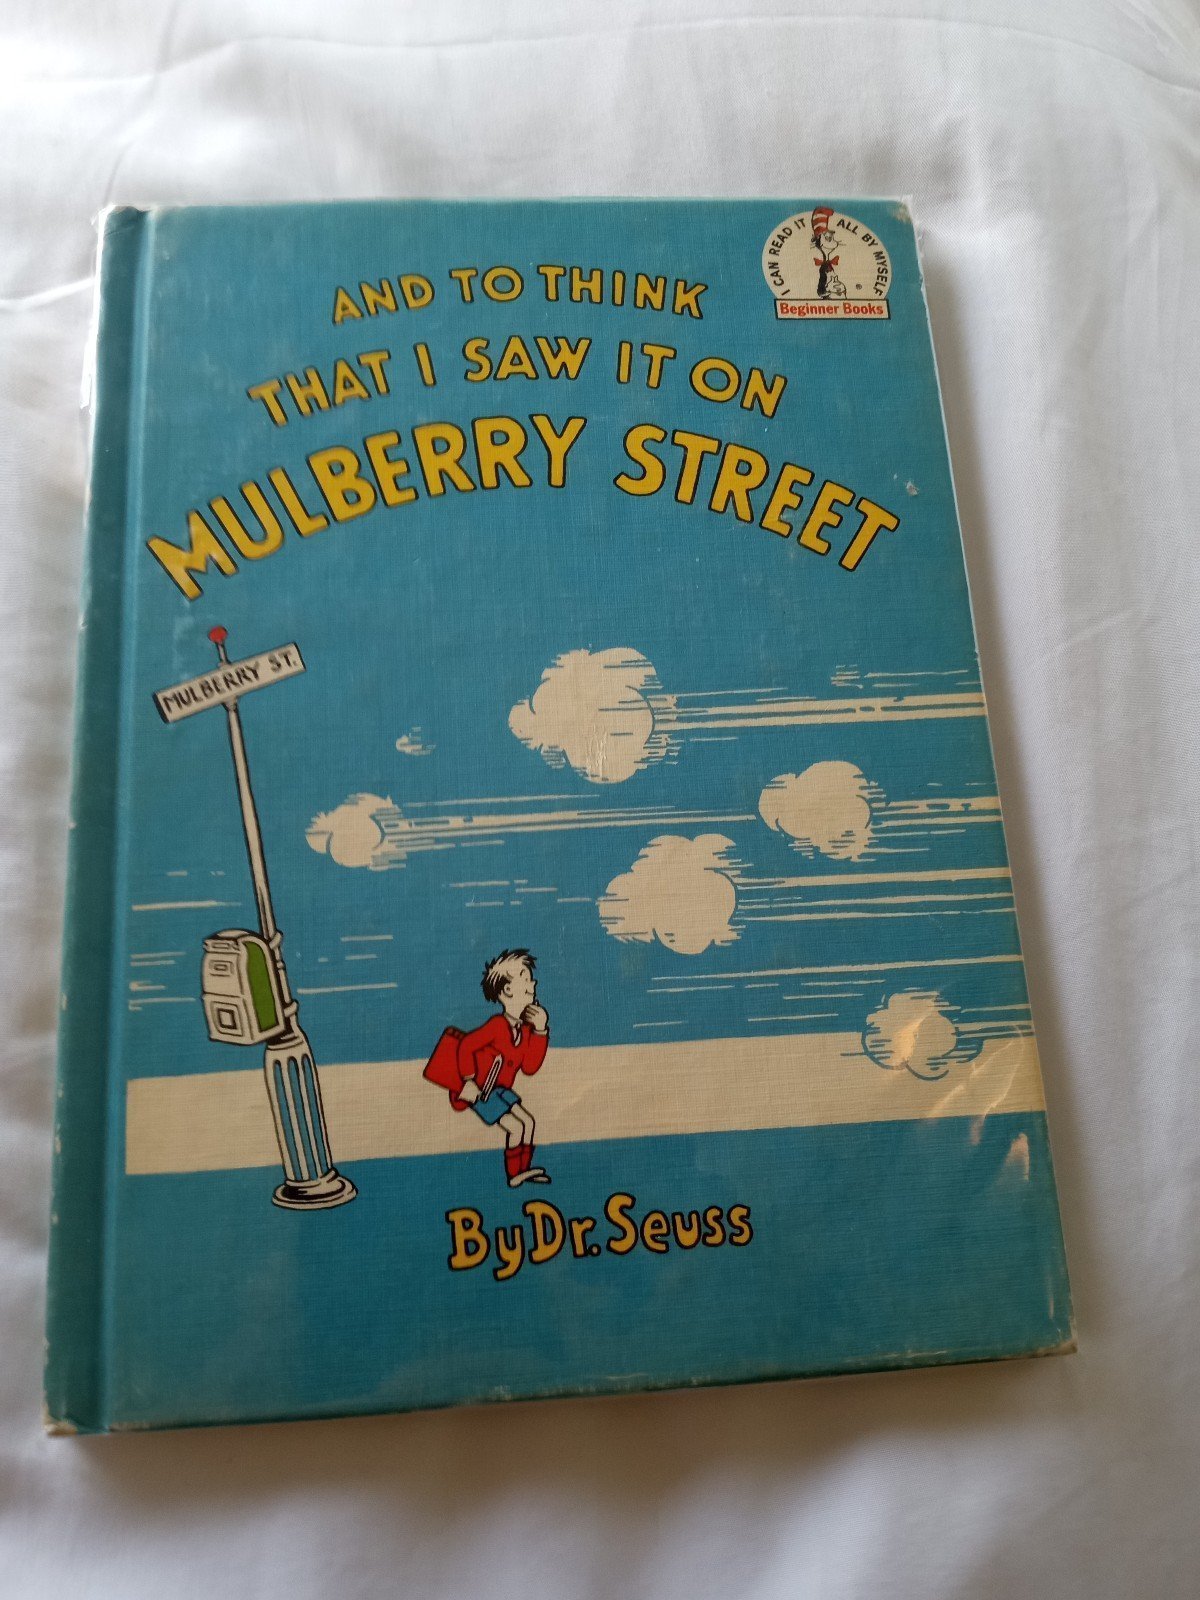 I CAN READ IT ALL BY MYSELF
®
Beginner Books
AND TO THINK
THAT I SAW IT ON
MULBERRY STREET
MULBERRY ST.
By Dr. Seuss